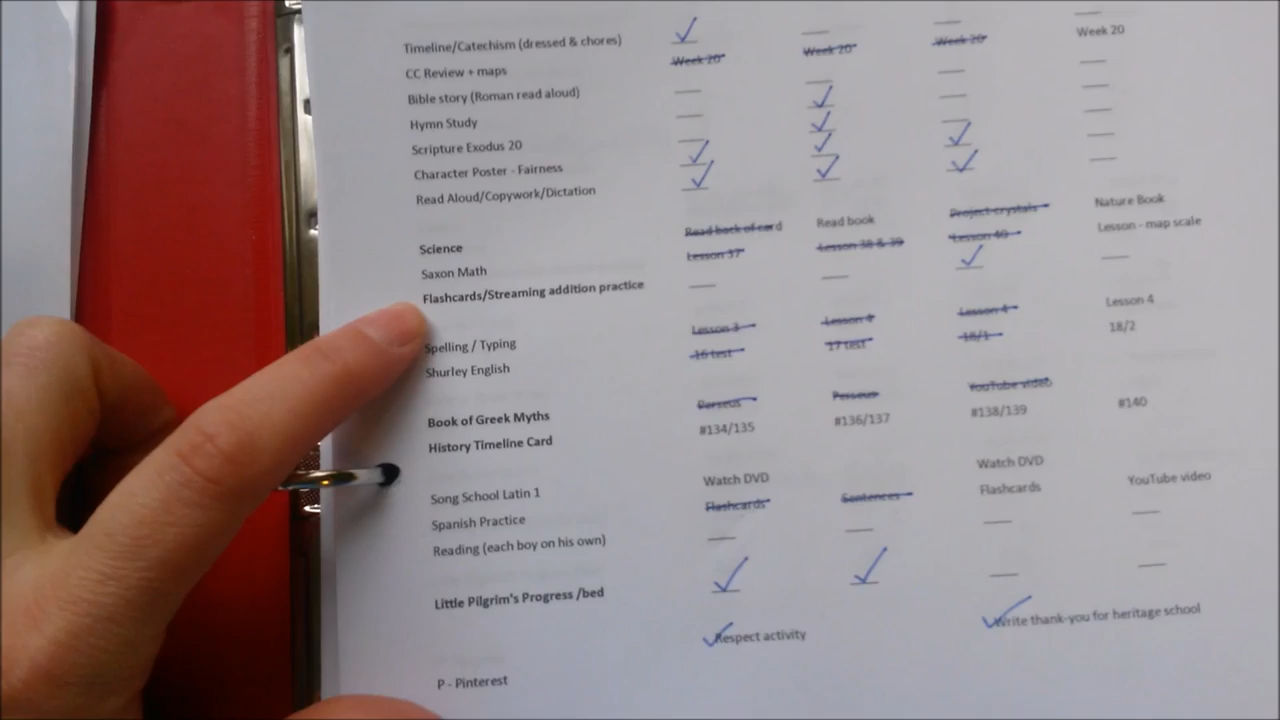 Timeline/Catechism (dressed & chores)
CC Review + maps Week 20 Week 20 Week 20 Week 20
Bible story (Roman read aloud)
Hymn Study
Scripture Exodus 20
Character Poster - Fairness
Read Aloud/Copywork/Dictation
Science Read back of card Read book Project-crystals Nature Book
Saxon Math Lesson 37 Lesson 38 & 39 Lesson 40 Lesson - map scale
Flashcards/Streaming addition practice
Spelling / Typing Lesson 3 Lesson 4 Lesson 4 Lesson 4
Shurley English 16 test 17 test 18/1 18/2
Book of Greek Myths Perseus Perseus YouTube video
History Timeline Card #134/135 #136/137 #138/139 #140
Song School Latin 1 Watch DVD Watch DVD
Spanish Practice Flashcards Sentences Flashcards YouTube video
Reading (each boy on his own)
Little Pilgrim's Progress /bed
Respect activity Write thank-you for heritage school
P - Pinterest